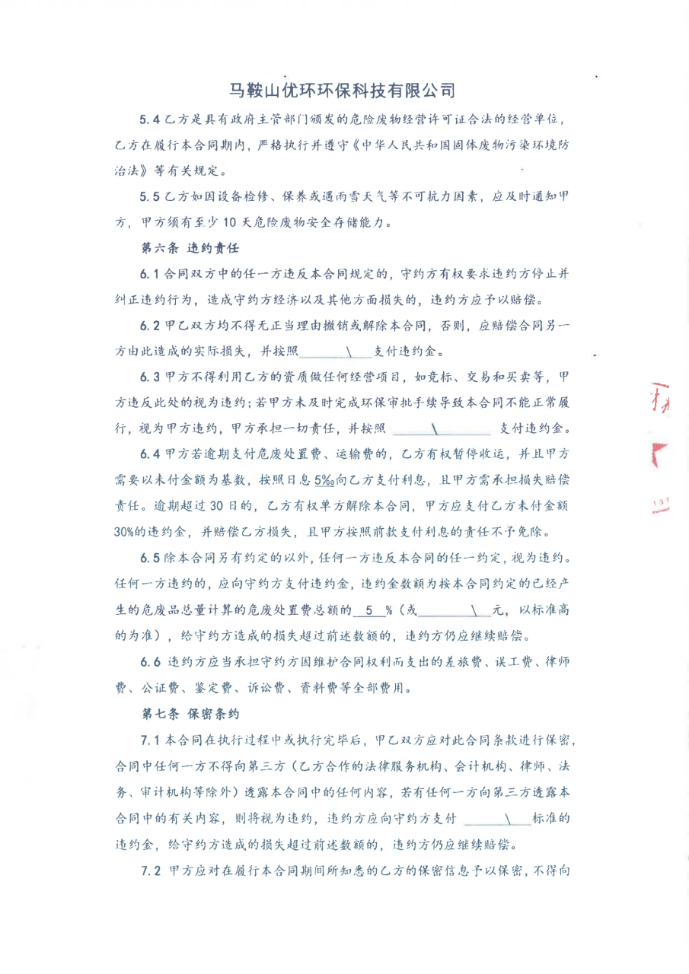 马鞍山优环环保科技有限公司
5.4乙方是具有政府主管部门颁发的危险废物经营许可证合法的经营单位，
乙方在履行本合同期内，严格执行并遵守《中华人民共和国固体废物污染环境防
治法》等有关规定。
5.5乙方如因设备检修、保养或遇雨雪天气等不可抗力因素，应及时通知甲
方，甲方须有至少10天危险废物安全存储能力。
第六条 违约责任
6.1合同双方中的任一方违反本合同规定的，守约方有权要求违约方停止并
纠正违约行为，造成守约方经济以及其他方面损失的，违约方应予以赔偿。
6.2甲乙双方均不得无正当理由撤销或解除本合同，否则，应赔偿合同另一
方由此造成的实际损失，并按照______\___支付违约金。
6.3甲方不得利用乙方的资质做任何经营项目，如竞标、交易和买卖等，甲
方违反此处的视为违约；若甲方未及时完成环保审批手续导致本合同不能正常履
行，视为甲方违约，甲方承担一切责任，并按照 _____\________ 支付违约金。
6.4甲方若逾期支付危废处置费、运输费的，乙方有权暂停收运，并且甲方
需要以未付金额为基数，按照日息5‰向乙方支付利息，且甲方需承担损失赔偿
责任。逾期超过30日的，乙方有权单方解除本合同，甲方应支付乙方未付金额
30%的违约金，并赔偿乙方损失，且甲方按照前款支付利息的责任不予免除。
6.5除本合同另有约定的以外，任何一方违反本合同的任一约定，视为违约。
任何一方违约的，应向守约方支付违约金，违约金数额为按本合同约定的已经产
生的危废品总量计算的危废处置费总额的_5_%（或_______\_元，以标准高
的为准），给守约方造成的损失超过前述数额的，违约方仍应继续赔偿。
6.6 违约方应当承担守约方因维护合同权利而支出的差旅费、误工费、律师
费、公证费、鉴定费、诉讼费、资料费等全部费用。
第七条 保密条约
7.1本合同在执行过程中或执行完毕后，甲乙双方应对此合同条款进行保密，
合同中任何一方不得向第三方（乙方合作的法律服务机构、会计机构、律师、法
务、审计机构等除外）透露本合同中的任何内容，若有任何一方向第三方透露本
合同中的有关内容，则将视为违约，违约方应向守约方支付 ______\___标准的
违约金，给守约方造成的损失超过前述数额的，违约方仍应继续赔偿。
7.2 甲方应对在履行本合同期间所知悉的乙方的保密信息予以保密，不得向